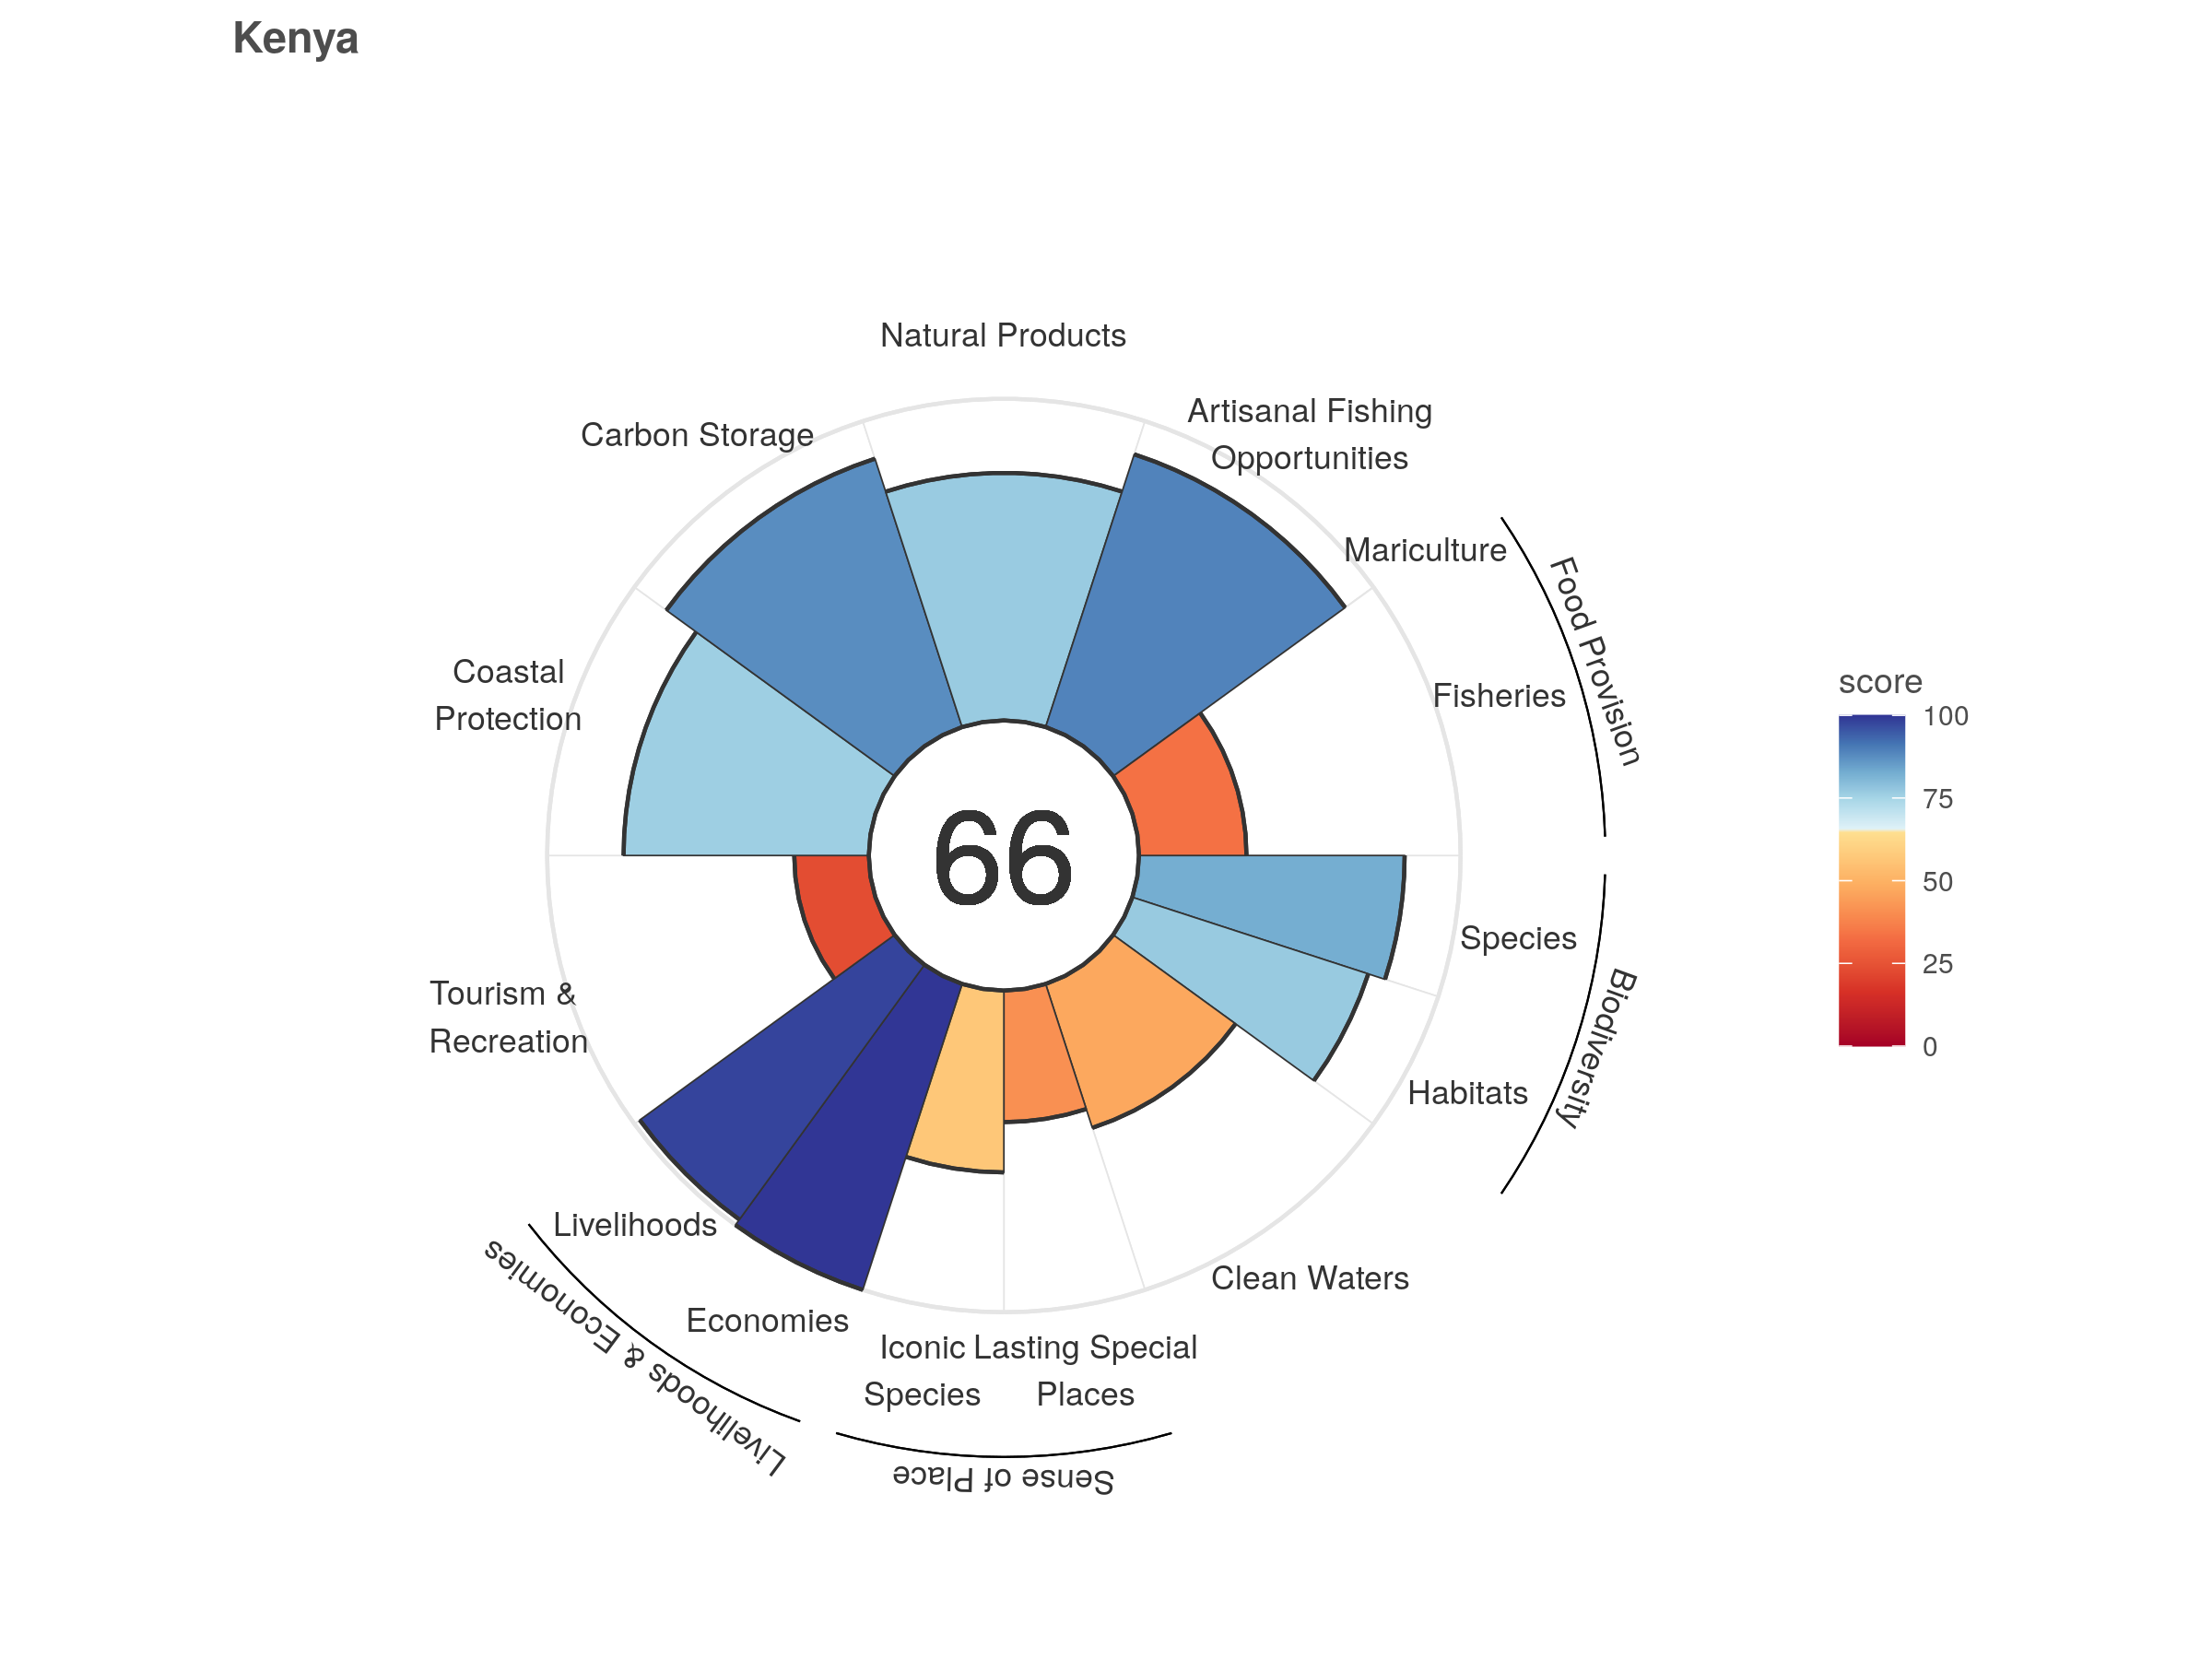 Kenya
Natural Products
Artisanal Fishing
Opportunities
Carbon Storage
Mariculture
Food Provision
Fisheries
Coastal
Protection
score
100
75
50
25
0
66
Species
Biodiversity
Habitats
Tourism &
Recreation
Livelihoods
Clean Waters
Economies
Iconic
Species
Lasting Special
Places
Livelihoods & Economies
Sense of Place